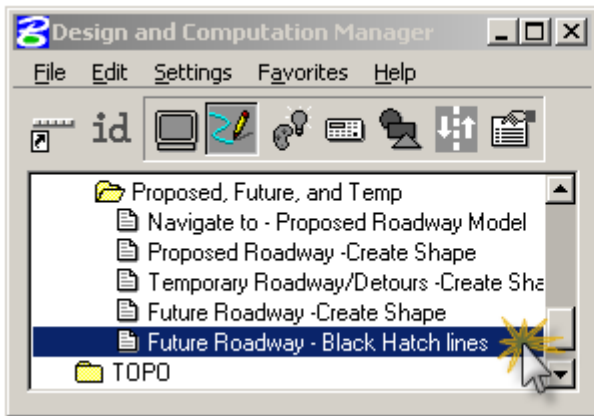 Design and Computation Manager
File Edit Settings Favorites Help
id
Proposed, Future, and Temp
Navigate to - Proposed Roadway Model
Proposed Roadway -Create Shape
Temporary Roadway/Detours -Create Sha
Future Roadway -Create Shape
Future Roadway - Black Hatch lines
TOPO